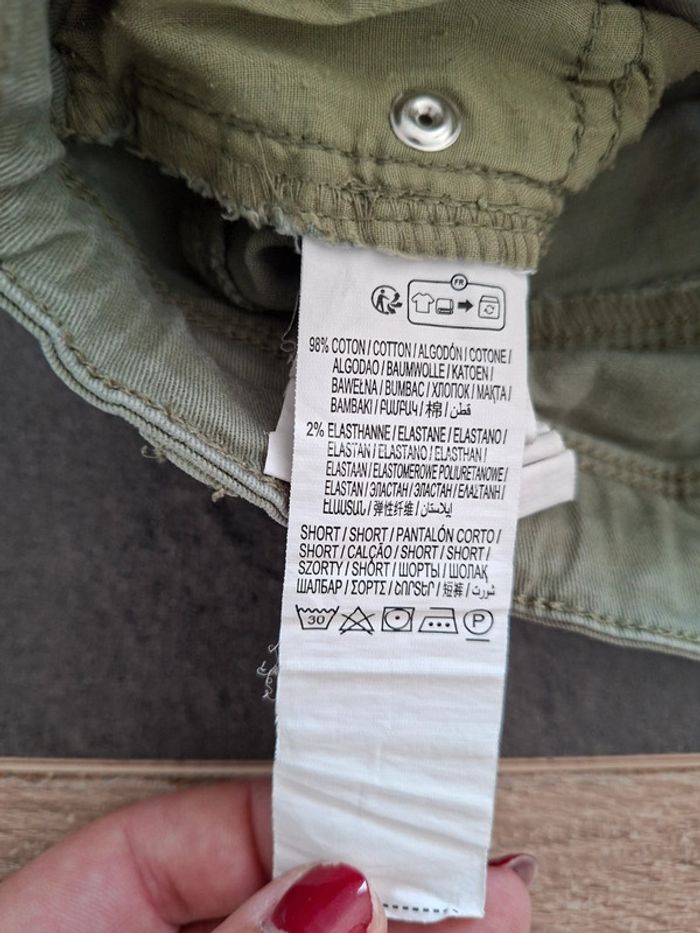 FR
98% COTON / COTTON / ALGODÓN / COTONE /
ALGODAO / BAUMWOLLE / KATOEN /
BAWEŁNA / BUMBAC / ХЛОПОК / МАҚТА /
BAMBAKI / ԲԱՄԲԱԿ / 棉 / قطن
2% ELASTHANNE / ELASTANE / ELASTANO /
ELASTAN / ELASTANO / ELASTHAN /
ELASTAAN / ELASTOMEROWE POLIURETANOWE /
ELASTAN / ЭЛАСТАН / ЭЛАСТАН / ΕΛΑΣΤΑΝΗ /
ԷԼԱՍՏԱՆ / 弹性纤维 / ایلاستان
SHORT / SHORT / PANTALÓN CORTO /
SHORT / CALÇÃO / SHORT / SHORT /
SZORTY / SHORT / ШОРТЫ / ШОЛАҚ
ШАЛБАР / ΣΟΡΤΣ / ՇՈՐՏԵՐ / 短裤 / شورت
30 P